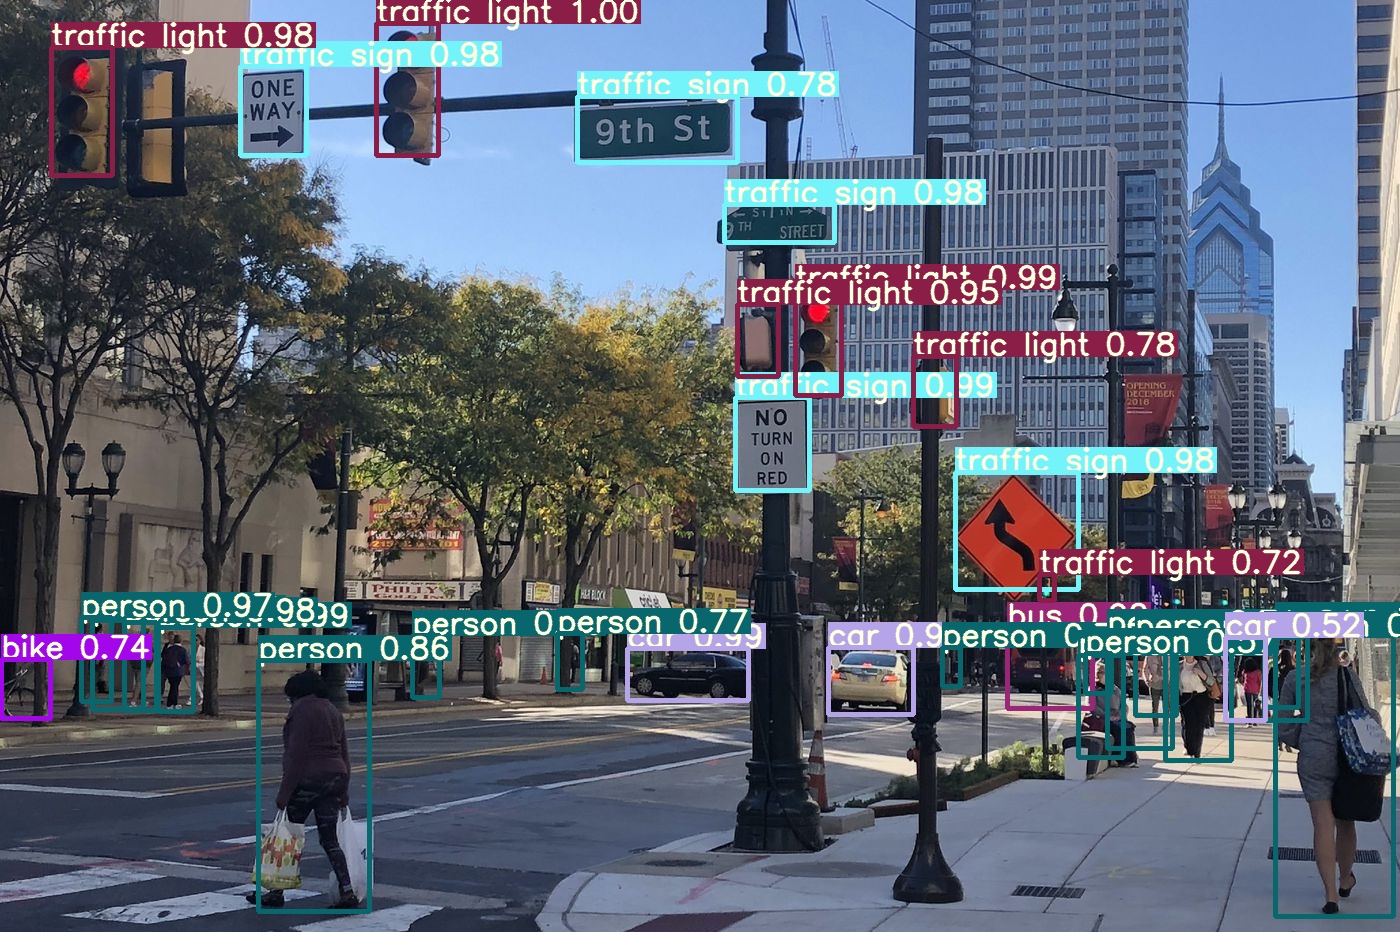 traffic light 1.00
traffic light 0.98
traffic sign 0.98
traffic sign 0.78
ONE
WAY
9th St
traffic sign 0.98
9TH STREET
traffic light 0.99
traffic light 0.95
traffic light 0.78
traffic sign 0.99
OPENING
DECEMBER
2018
NO
TURN
ON
RED
traffic sign 0.98
traffic light 0.72
PHILLY
person 0.97
bus
person 0.77
person 0
car 0.99
car 0.9
person 0
person 0.5
car 0.52
bike 0.74
person 0.86